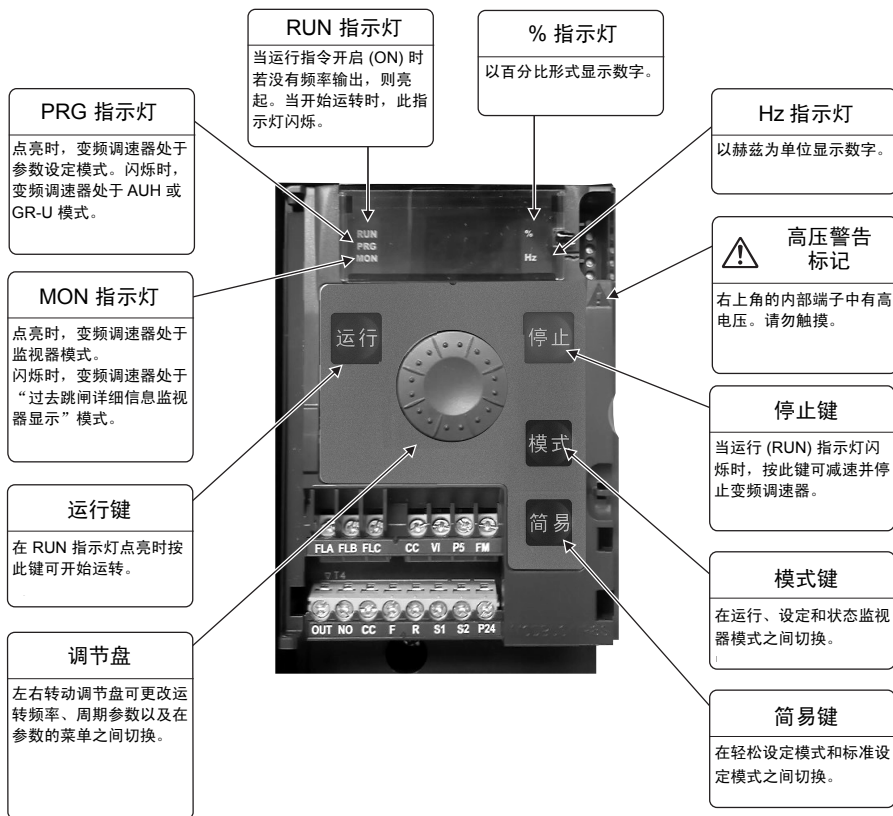 RUN 指示灯
当运行指令开启 (ON) 时
若没有频率输出，则亮
起。当开始运转时，此指
示灯闪烁。
% 指示灯
以百分比形式显示数字。
PRG 指示灯
点亮时，变频调速器处于
参数设定模式。闪烁时，
变频调速器处于 AUH 或
GR-U 模式。
Hz 指示灯
以赫兹为单位显示数字。
MON 指示灯
点亮时，变频调速器处于
监视器模式。
闪烁时，变频调速器处于
“过去跳闸详细信息监视
器显示”模式。
高压警告
标记
右上角的内部端子中有高
电压。请勿触摸。
运行键
在 RUN 指示灯点亮时按
此键可开始运转。
停止键
当运行 (RUN) 指示灯闪
烁时，按此键可减速并停
止变频调速器。
调节盘
左右转动调节盘可更改运
转频率、周期参数以及在
参数的菜单之间切换。
模式键
在运行、设定和状态监视
器模式之间切换。
简易键
在轻松设定模式和标准设
定模式之间切换。
RUN
PRG
MON
%
Hz
运行
停止
模式
简易
FLA FLB FLC CC VI P5 FM
OUT NO CC F R S1 S2 P24